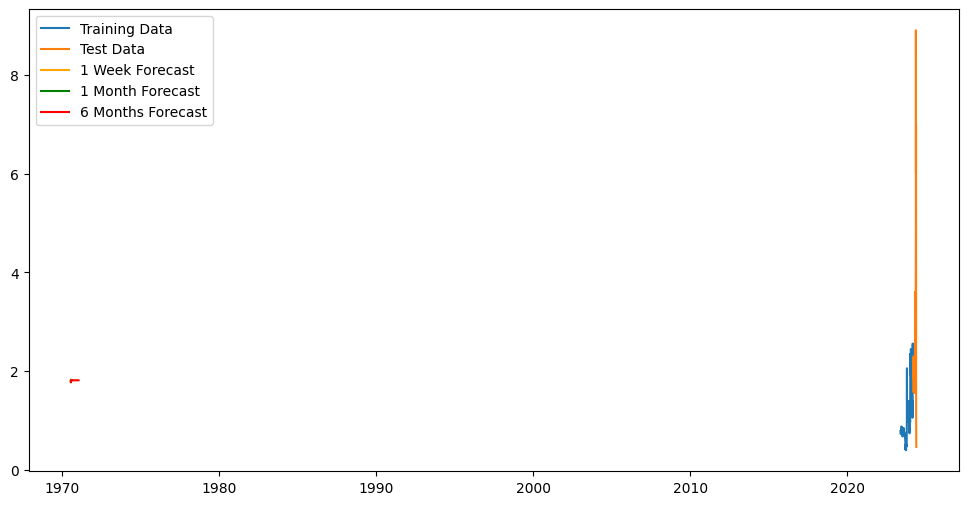 Training Data
Test Data
1 Week Forecast
1 Month Forecast
6 Months Forecast
8
6
4
2
0
1970 1980 1990 2000 2010 2020